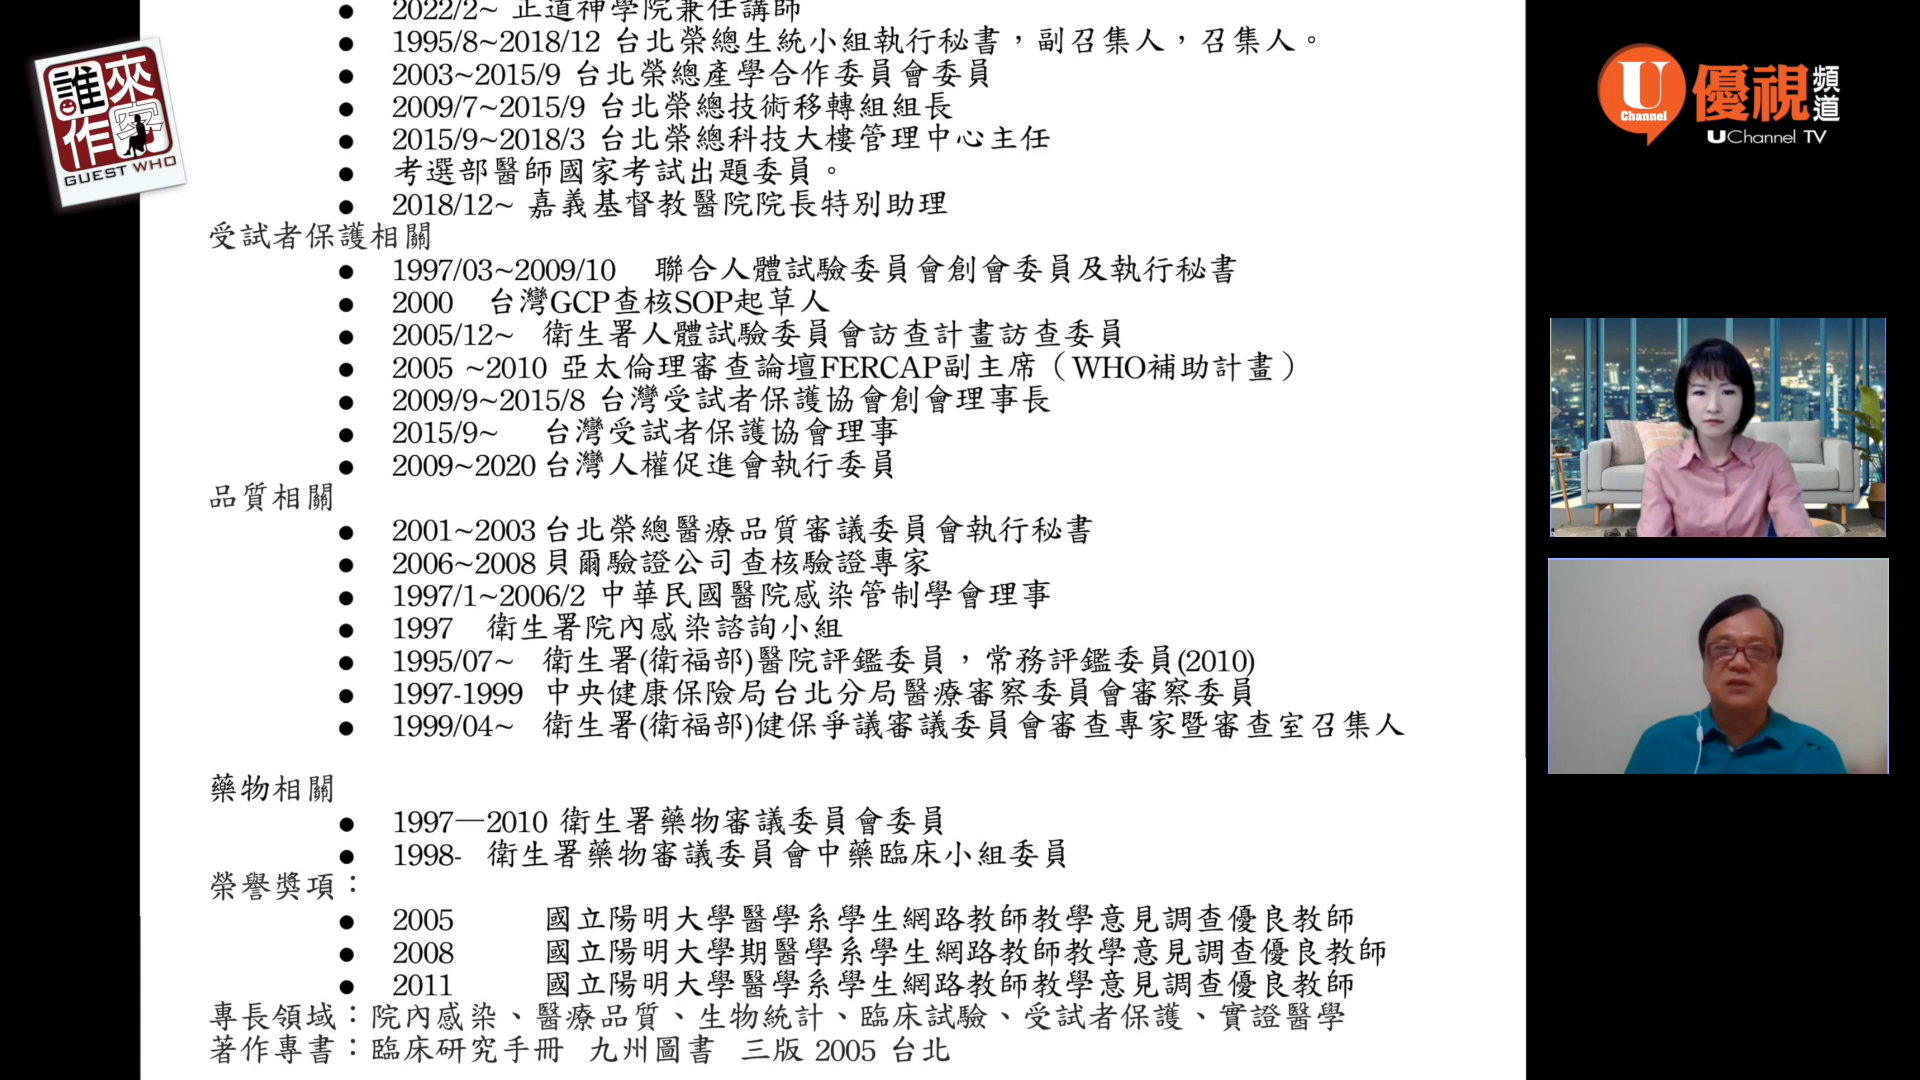 2022/2~ 正道神學院兼任講師
1995/8~2018/12 台北榮總生統小組執行秘書，副召集人，召集人。
2003~2015/9 台北榮總產學合作委員會委員
2009/7~2015/9 台北榮總技術移轉組組長
2015/9~2018/3 台北榮總科技大樓管理中心主任
考選部醫師國家考試出題委員。
2018/12~ 嘉義基督教醫院院長特別助理
受試者保護相關
1997/03~2009/10 聯合人體試驗委員會創會委員及執行秘書
2000 台灣GCP查核SOP起草人
2005/12~ 衛生署人體試驗委員會訪查計畫訪查委員
2005 ~2010 亞太倫理審查論壇FERCAP副主席（WHO補助計畫）
2009/9~2015/8 台灣受試者保護協會創會理事長
2015/9~ 台灣受試者保護協會理事
2009~2020 台灣人權促進會執行委員
品質相關
2001~2003 台北榮總醫療品質審議委員會執行秘書
2006~2008 貝爾驗證公司查核驗證專家
1997/1~2006/2 中華民國醫院感染管制學會理事
1997 衛生署院內感染諮詢小組
1995/07~ 衛生署(衛福部)醫院評鑑委員，常務評鑑委員(2010)
1997-1999 中央健康保險局台北分局醫療審察委員會審察委員
1999/04~ 衛生署(衛福部)健保爭議審議委員會審查專家暨審查室召集人
藥物相關
1997—2010 衛生署藥物審議委員會委員
1998- 衛生署藥物審議委員會中藥臨床小組委員
榮譽獎項：
2005 國立陽明大學醫學系學生網路教師教學意見調查優良教師
2008 國立陽明大學期醫學系學生網路教師教學意見調查優良教師
2011 國立陽明大學醫學系學生網路教師教學意見調查優良教師
專長領域：院內感染、醫療品質、生物統計、臨床試驗、受試者保護、實證醫學
著作專書：臨床研究手冊 九州圖書 三版 2005 台北
誰來作客
GUEST WHO
U Channel
優視頻道
UChannel TV